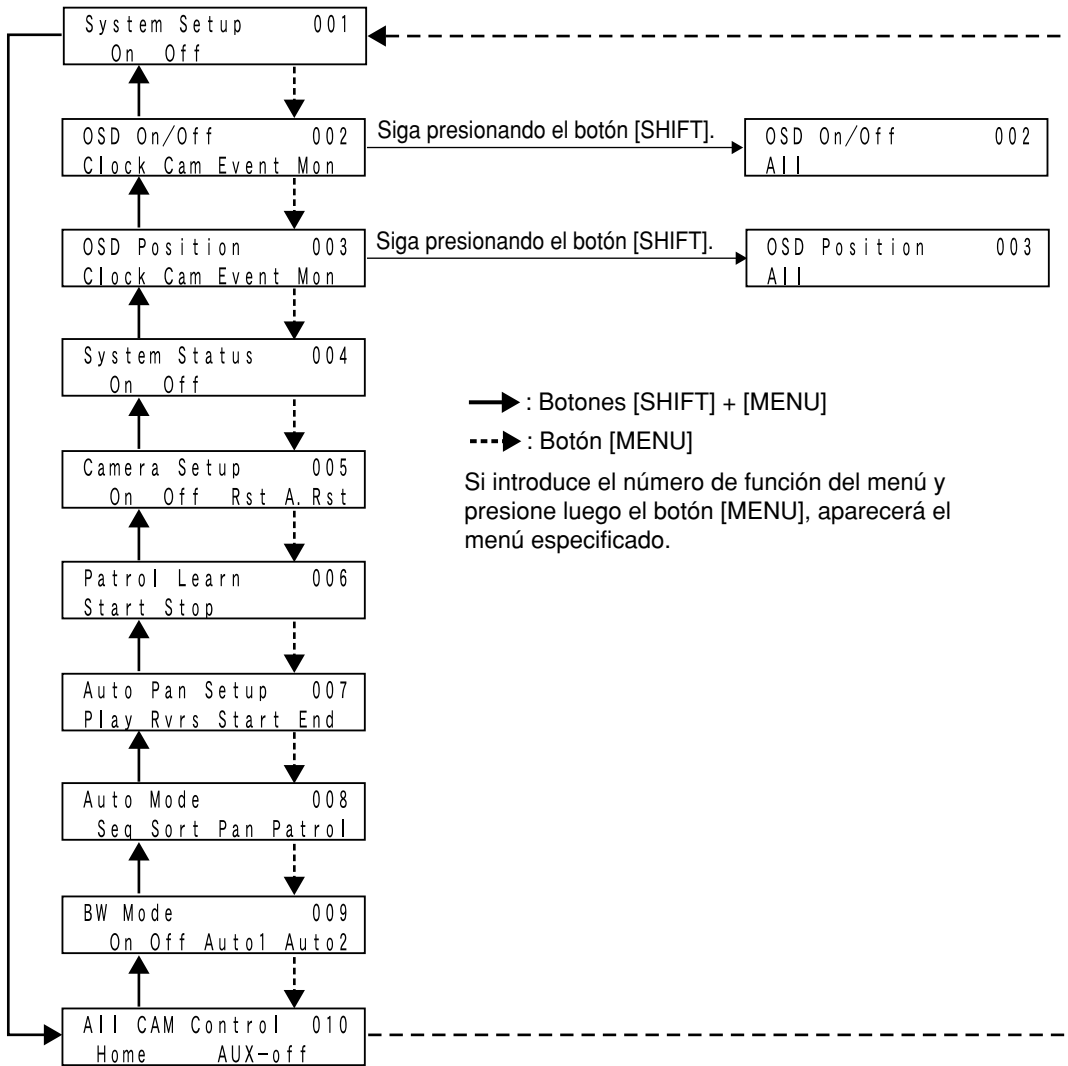 System Setup 001
On Off
OSD On/Off 002
Clock Cam Event Mon
Siga presionando el botón [SHIFT].
OSD On/Off 002
All
OSD Position 003
Clock Cam Event Mon
Siga presionando el botón [SHIFT].
OSD Position 003
All
System Status 004
On Off
Camera Setup 005
On Off Rst A.Rst
Patrol Learn 006
Start Stop
Auto Pan Setup 007
Play Rvrs Start End
Auto Mode 008
Seq Sort Pan Patrol
BW Mode 009
On Off Auto1 Auto2
All CAM Control 010
Home AUX-off
: Botones [SHIFT] + [MENU]
: Botón [MENU]
Si introduce el número de función del menú y
presione luego el botón [MENU], aparecerá el
menú especificado.